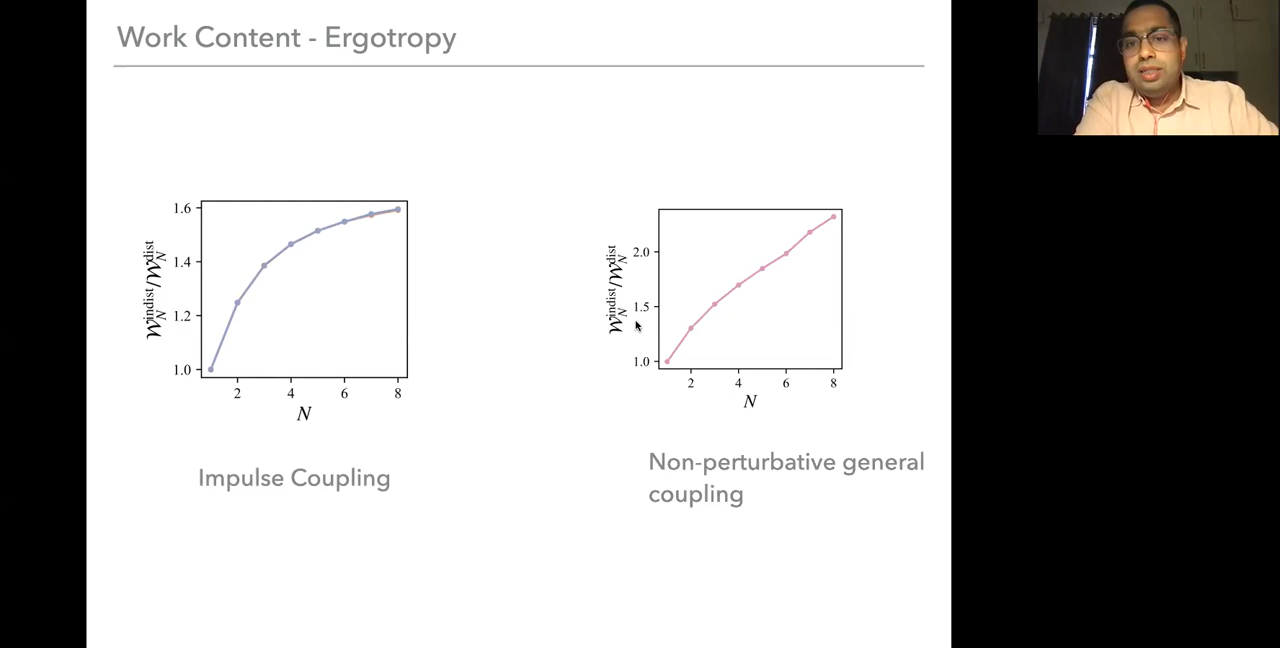 Work Content - Ergotropy
1.6
1.4
1.2
1.0
𝒲_N^indist/𝒲_N^dist
2 4 6 8
N
Impulse Coupling
2.0
1.5
1.0
𝒲_N^indist/𝒲_N^dist
2 4 6 8
N
Non-perturbative general
coupling